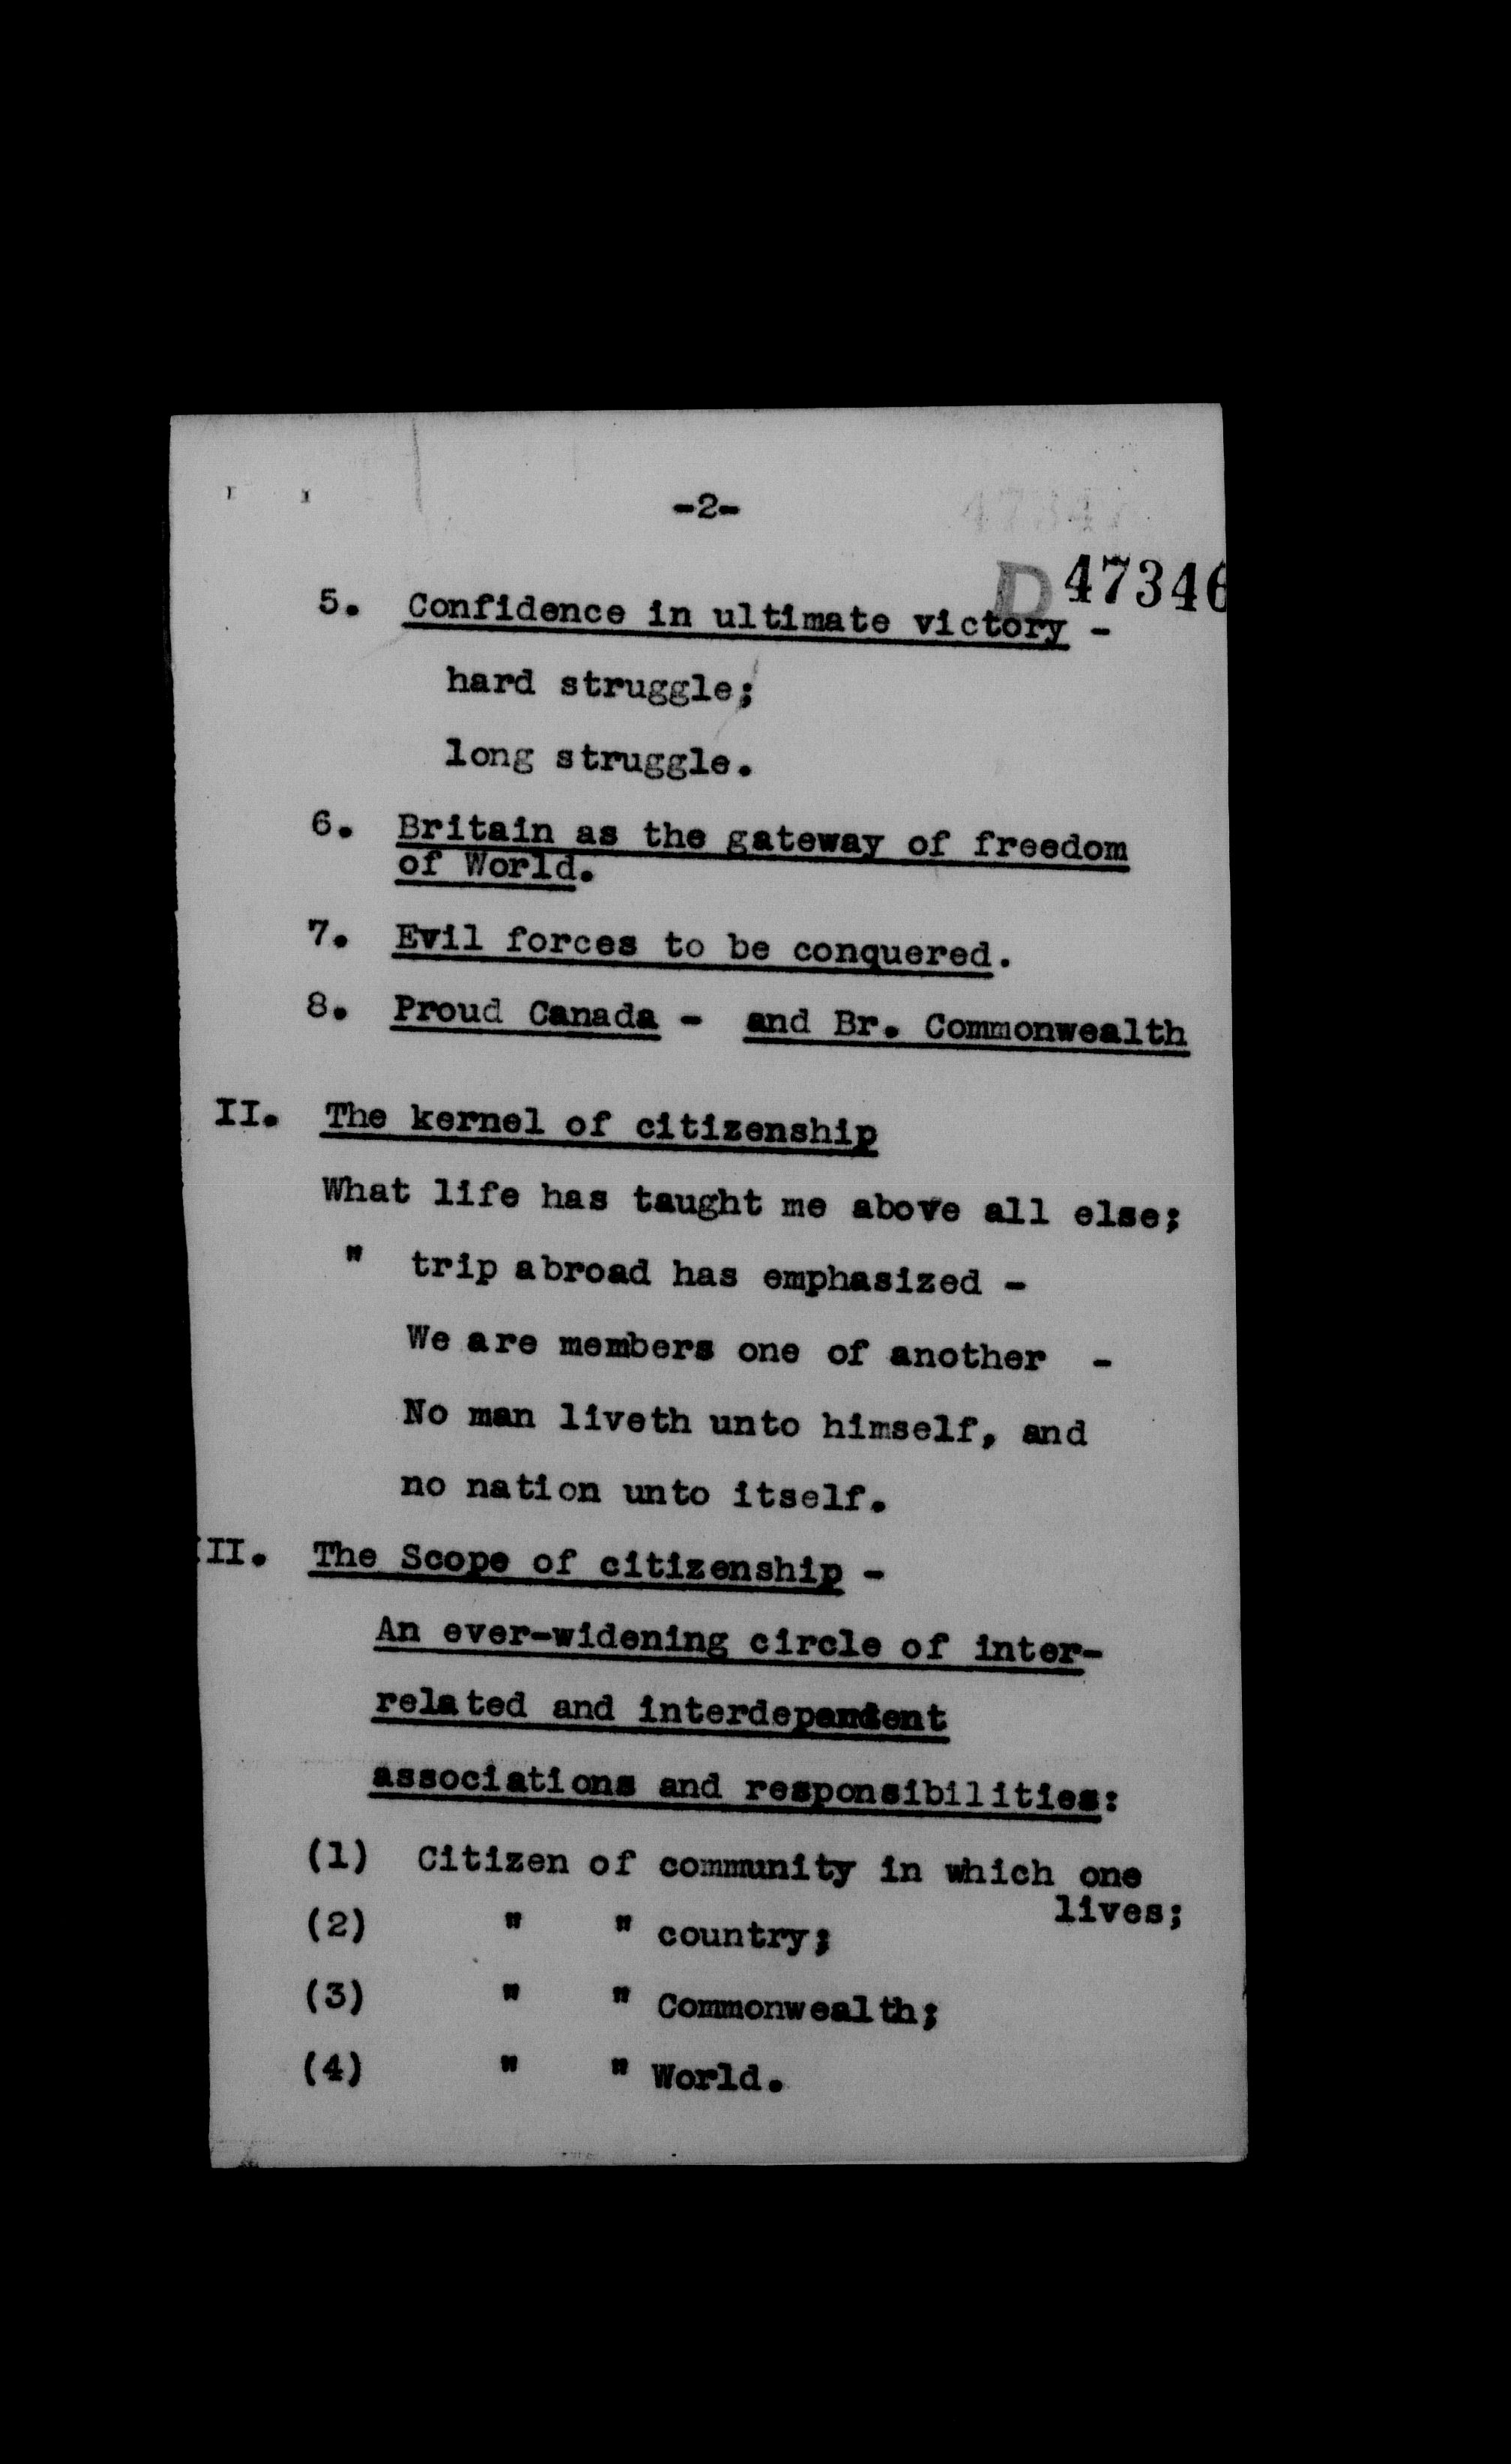 -2-
D 47346
5. Confidence in ultimate victory -
hard struggle;
long struggle.
6. Britain as the gateway of freedom
of World.
7. Evil forces to be conquered.
8. Proud Canada - and Br. Commonwealth
II. The kernel of citizenship
What life has taught me above all else;
" trip abroad has emphasized -
We are members one of another -
No man liveth unto himself, and
no nation unto itself.
III. The Scope of citizenship -
An ever-widening circle of inter-
related and interdependent
associations and responsibilities:
(1) Citizen of community in which one
lives;
(2) " " country;
(3) " " Commonwealth;
(4) " " World.